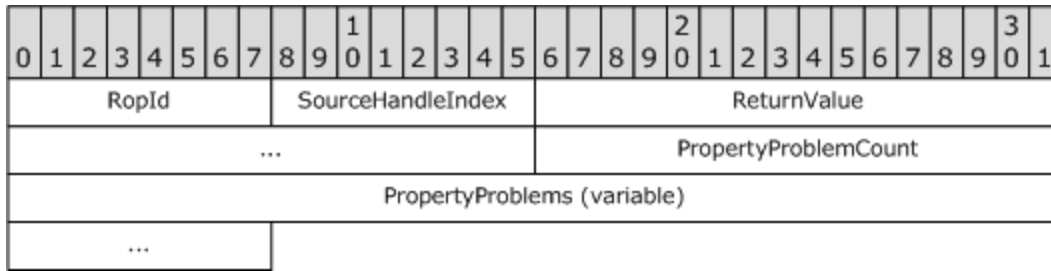 1 2 3
0 1 2 3 4 5 6 7 8 9 0 1 2 3 4 5 6 7 8 9 0 1 2 3 4 5 6 7 8 9 0 1
RopId SourceHandleIndex ReturnValue
... PropertyProblemCount
PropertyProblems (variable)
...